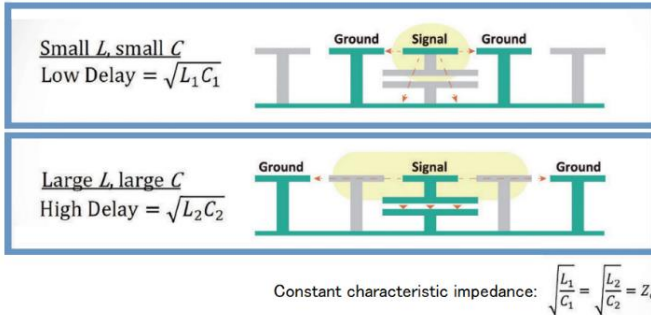 Small L, small C
Low Delay = √L₁C₁
Ground Signal Ground
Large L, large C
High Delay = √L₂C₂
Ground Signal Ground
Constant characteristic impedance: √L₁/C₁ = √L₂/C₂ = Z